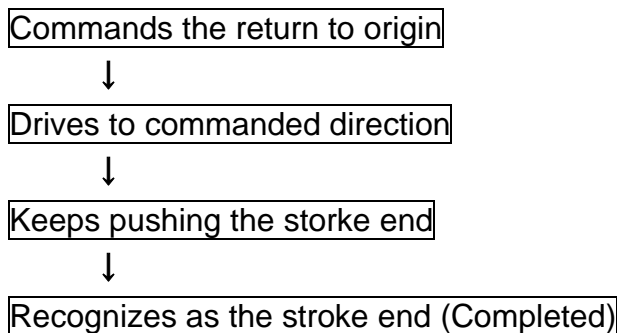 Commands the return to origin
↓
Drives to commanded direction
↓
Keeps pushing the storke end
↓
Recognizes as the stroke end (Completed)